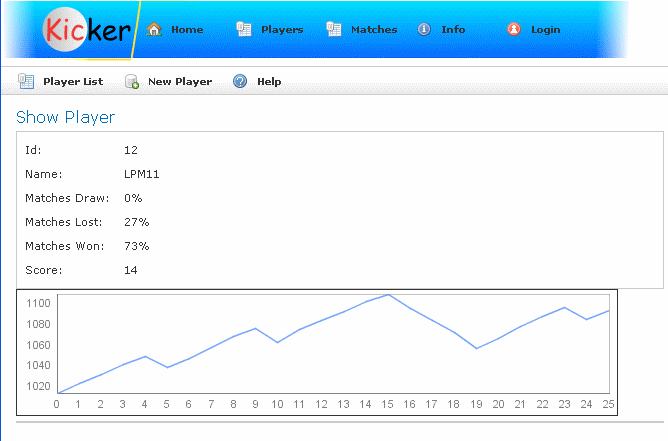 Kicker Home Players Matches Info Login
Player List New Player Help
Show Player
Id: 12
Name: LPM11
Matches Draw: 0%
Matches Lost: 27%
Matches Won: 73%
Score: 14
1100
1080
1060
1040
1020
0 1 2 3 4 5 6 7 8 9 10 11 12 13 14 15 16 17 18 19 20 21 22 23 24 25